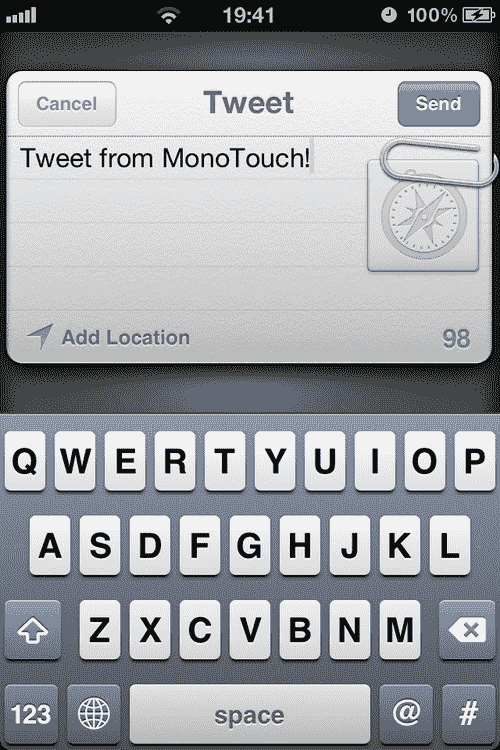 19:41 100%
Cancel Tweet Send
Tweet from MonoTouch!
Add Location 98
Q W E R T Y U I O P
A S D F G H J K L
Z X C V B N M
123 space @ #